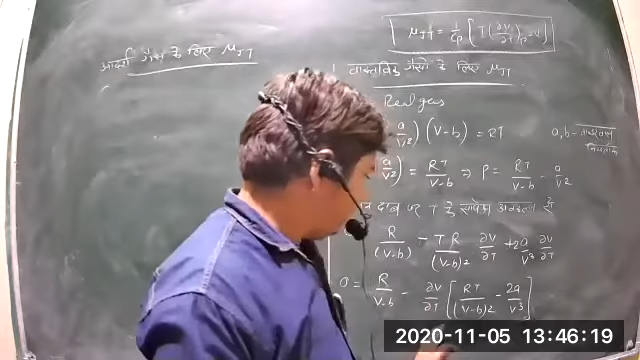 आदर्श गैस के लिए μJT
μJT = 1/Cp [T(∂V/∂T)P - V]
वास्तविक गैसों के लिए μJT
Real gas
a/V²) (V-b) = RT
a, b - वाण्डरवाल
नियतांक
a/V²) = RT/V-b ⇒ P = RT/V-b - a/V²
दाब पर T के सापेक्ष अवकलन से
R/(V-b) - TR/(V-b)² ∂V/∂T + 2a/V³ ∂V/∂T
0 = R/V-b - ∂V/∂T [RT/(V-b)² - 2a/V³]
2020-11-05 13:46:19